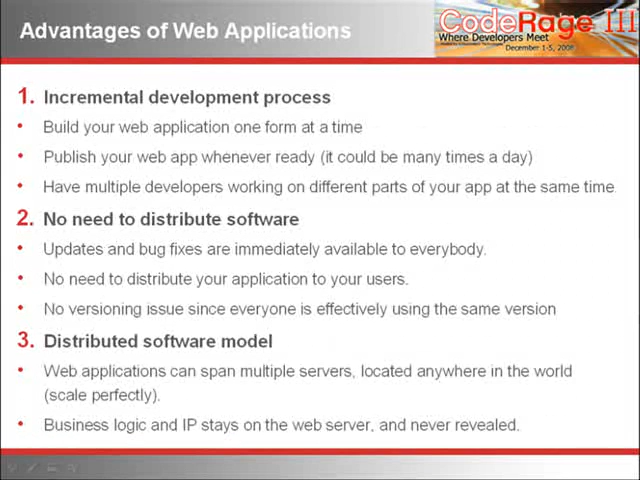 Advantages of Web Applications
CodeRage III
Where Developers Meet
December 1-5, 2008
1. Incremental development process
• Build your web application one form at a time
• Publish your web app whenever ready (it could be many times a day)
• Have multiple developers working on different parts of your app at the same time.
2. No need to distribute software
• Updates and bug fixes are immediately available to everybody.
• No need to distribute your application to your users.
• No versioning issue since everyone is effectively using the same version
3. Distributed software model
• Web applications can span multiple servers, located anywhere in the world
(scale perfectly).
• Business logic and IP stays on the web server, and never revealed.